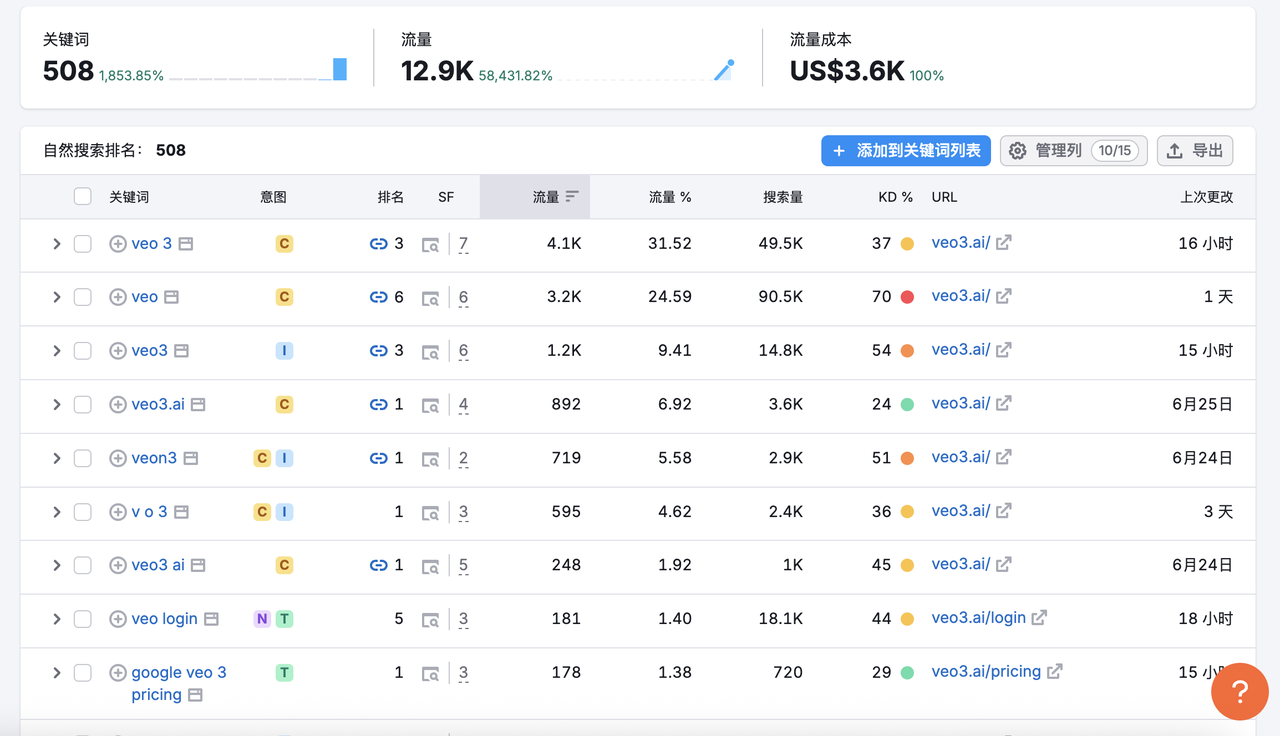 关键词 流量 流量成本
508 1,853.85% 12.9K 58,431.82% US$3.6K 100%
自然搜索排名： 508 + 添加到关键词列表 管理列 10/15 导出
关键词 意图 排名 SF 流量 流量 % 搜索量 KD % URL 上次更改
veo 3 C 3 7 4.1K 31.52 49.5K 37 veo3.ai/ 16 小时
veo C 6 6 3.2K 24.59 90.5K 70 veo3.ai/ 1 天
veo3 I 3 6 1.2K 9.41 14.8K 54 veo3.ai/ 15 小时
veo3.ai C 1 4 892 6.92 3.6K 24 veo3.ai/ 6月25日
veon3 C I 1 2 719 5.58 2.9K 51 veo3.ai/ 6月24日
v o 3 C I 1 3 595 4.62 2.4K 36 veo3.ai/ 3 天
veo3 ai C 1 5 248 1.92 1K 45 veo3.ai/ 6月24日
veo login N T 5 3 181 1.40 18.1K 44 veo3.ai/login 18 小时
google veo 3 T 1 3 178 1.38 720 29 veo3.ai/pricing 15 小
pricing
?